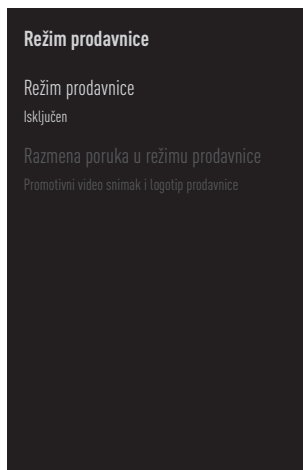 Režim prodavnice
Režim prodavnice
Isključen
Razmena poruka u režimu prodavnice
Promotivni video snimak i logotip prodavnice